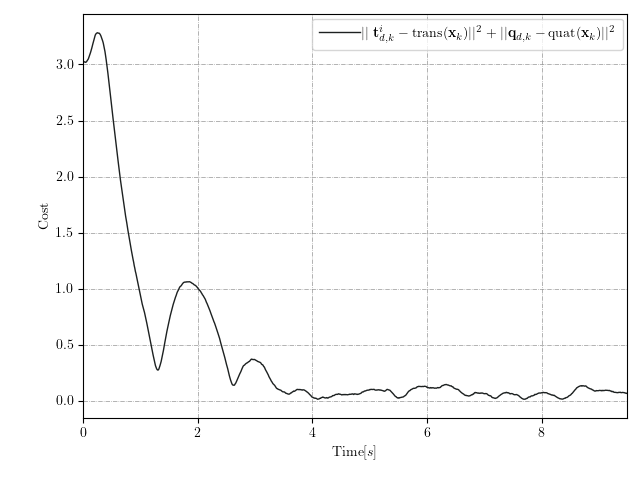 || t^i_{d,k} − trans(x_k)||² + ||q_{d,k} − quat(x_k)||²
3.0
2.5
2.0
1.5
1.0
0.5
0.0
Cost
0 2 4 6 8
Time[s]